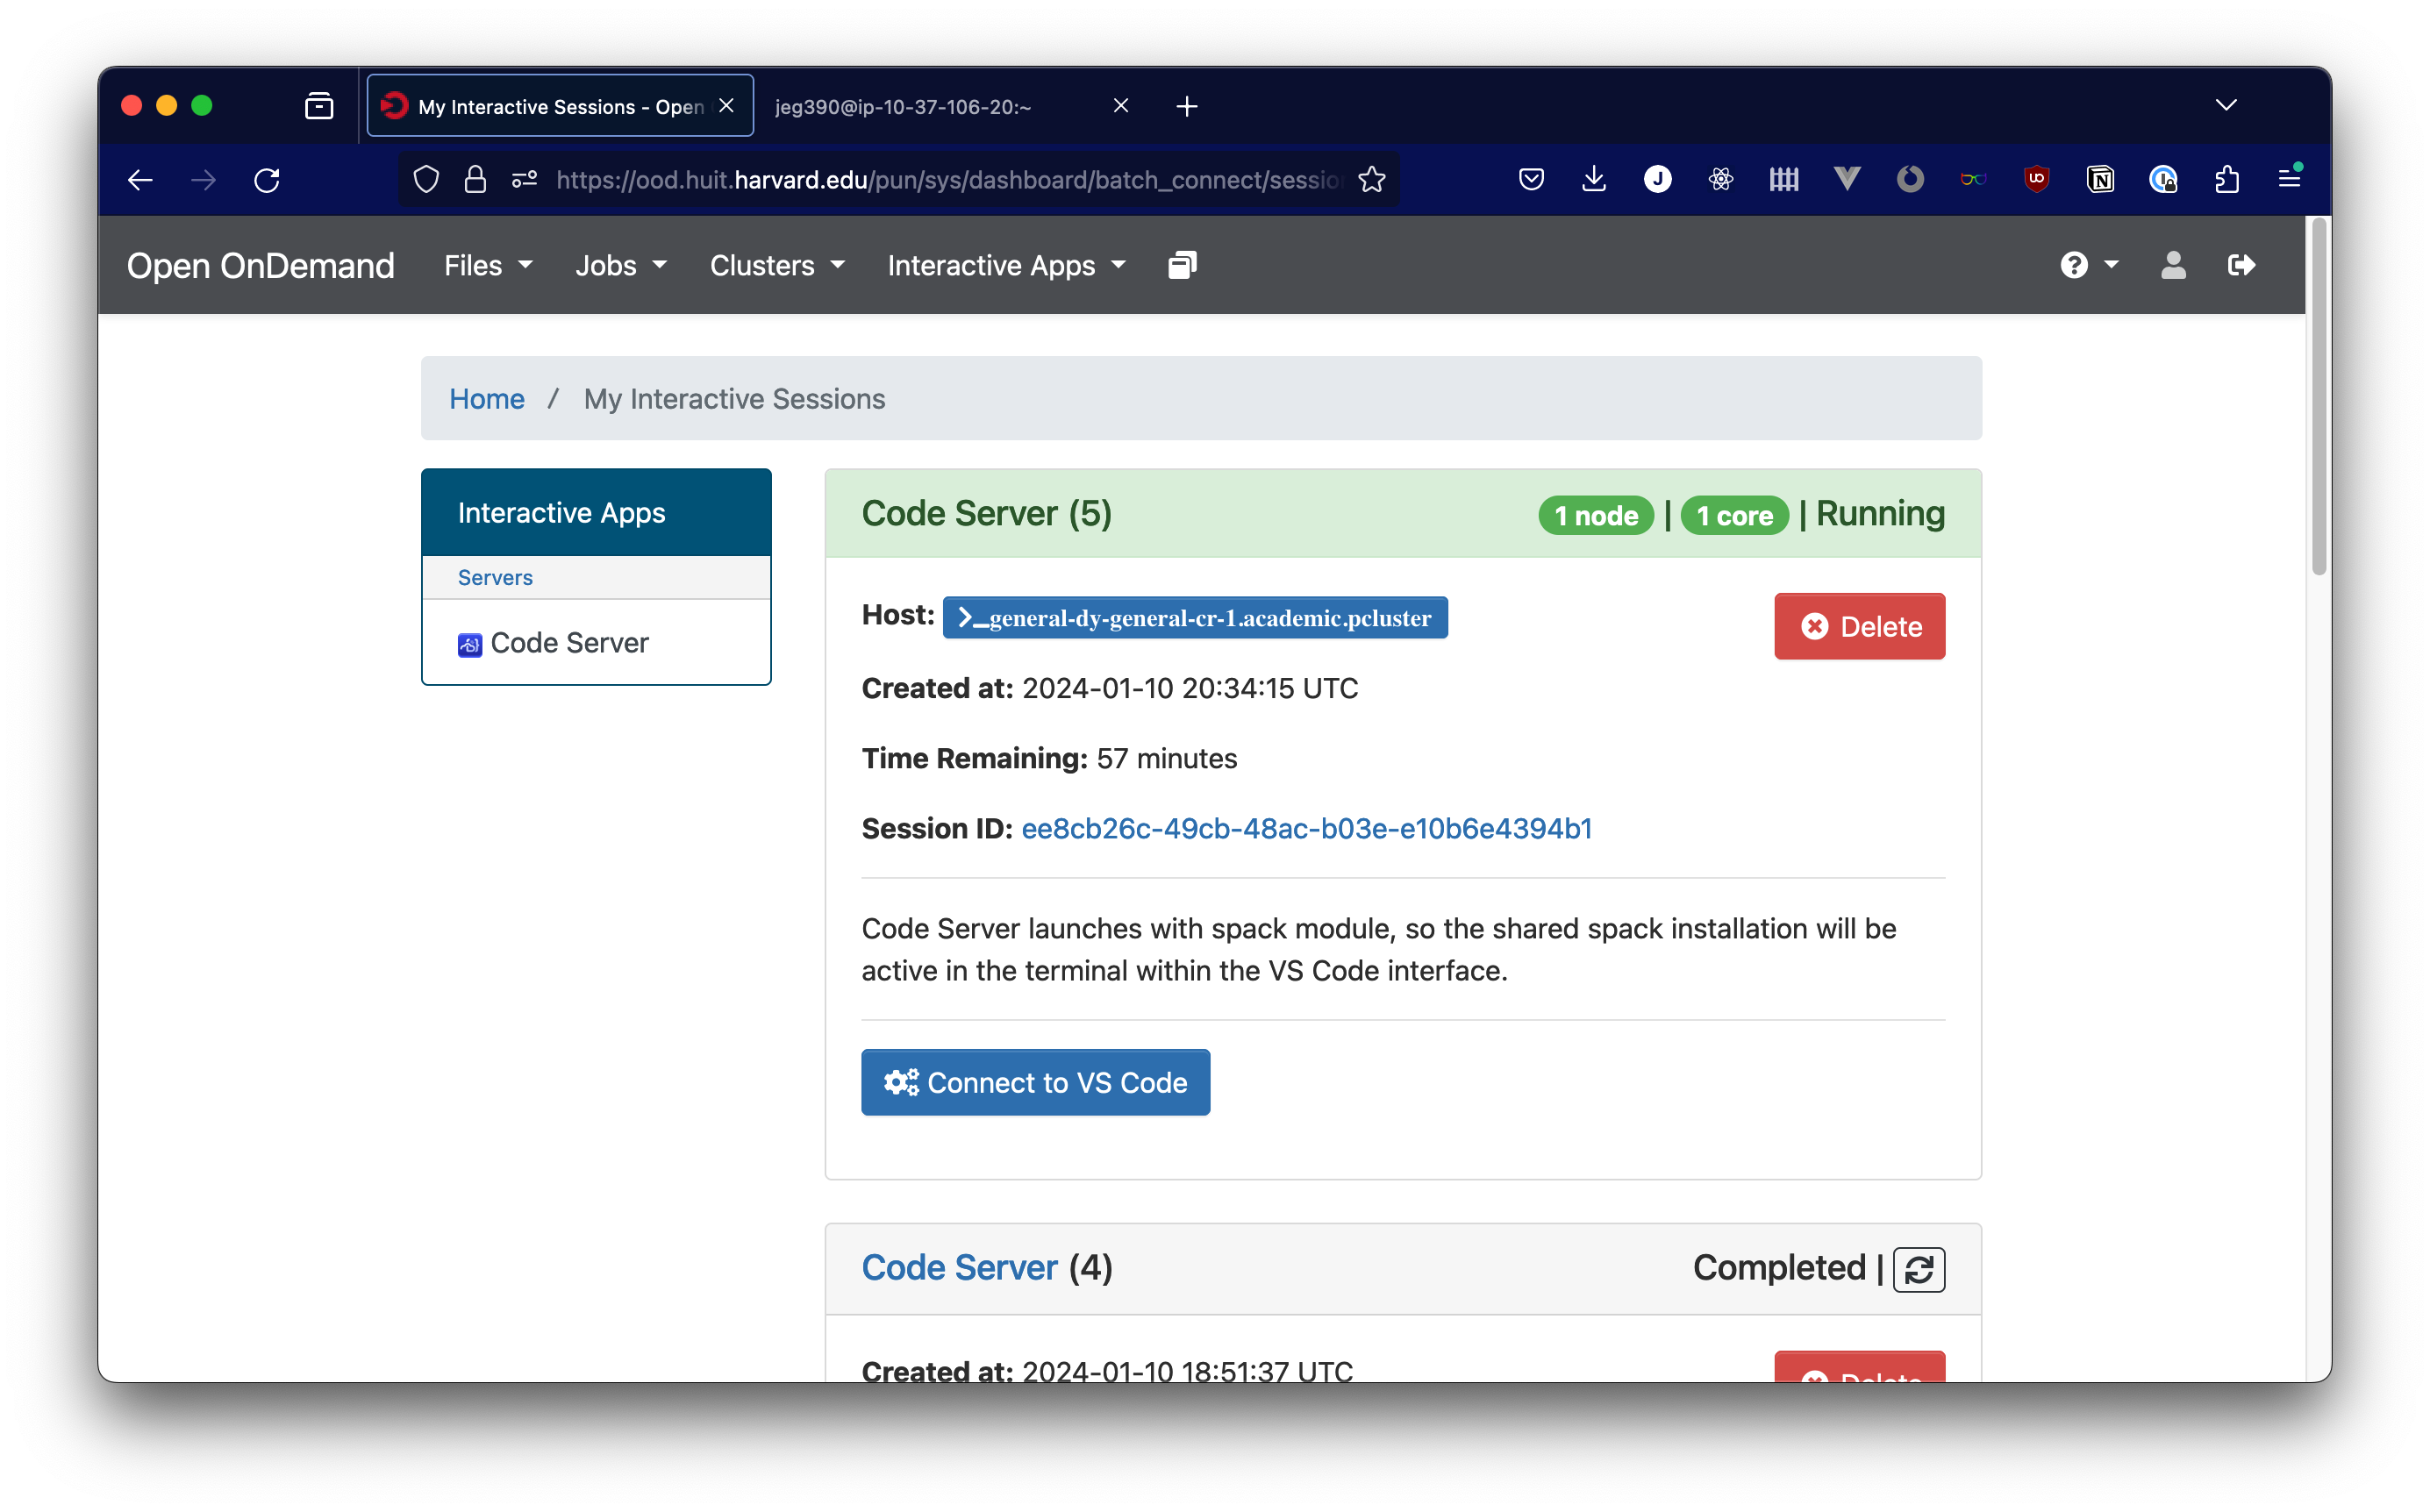 My Interactive Sessions - Open
jeg390@ip-10-37-106-20:~
https://ood.huit.harvard.edu/pun/sys/dashboard/batch_connect/sessio
Open OnDemand Files Jobs Clusters Interactive Apps
Home / My Interactive Sessions
Interactive Apps
Servers
Code Server
Code Server (5) 1 node | 1 core | Running
Host: >_general-dy-general-cr-1.academic.pcluster
Delete
Created at: 2024-01-10 20:34:15 UTC
Time Remaining: 57 minutes
Session ID: ee8cb26c-49cb-48ac-b03e-e10b6e4394b1
Code Server launches with spack module, so the shared spack installation will be
active in the terminal within the VS Code interface.
Connect to VS Code
Code Server (4) Completed |
Created at: 2024-01-10 18:51:37 UTC
Delete